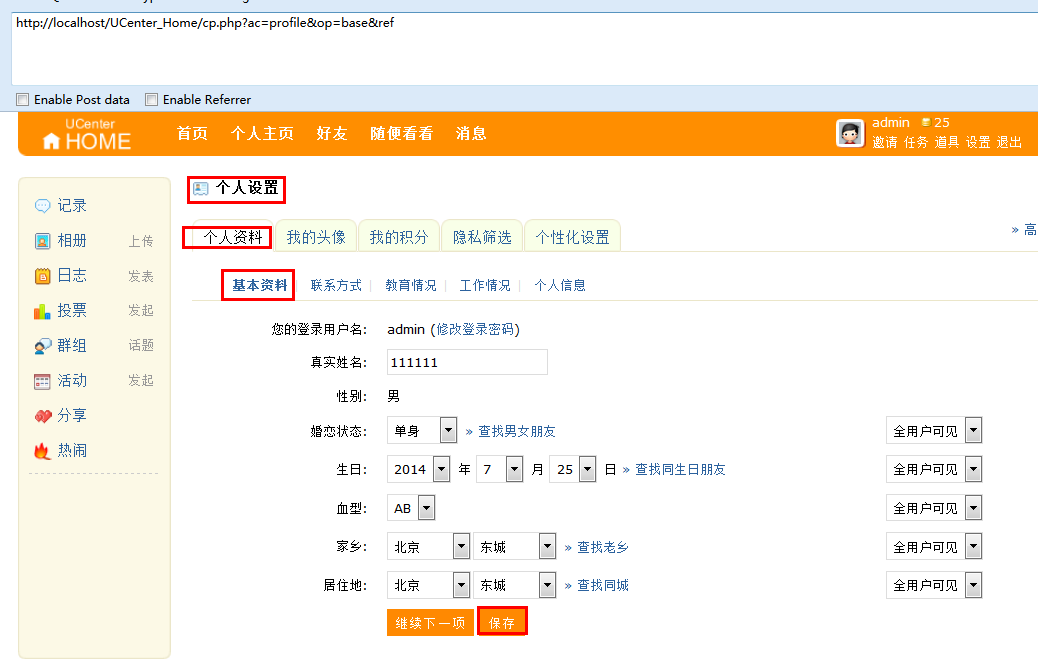 http://localhost/UCenter_Home/cp.php?ac=profile&op=base&ref
Enable Post data Enable Referrer
UCenter
HOME
首页 个人主页 好友 随便看看 消息
admin 25
邀请 任务 道具 设置 退出
记录
相册 上传
日志 发表
投票 发起
群组 话题
活动 发起
分享
热闹
个人设置
个人资料 我的头像 我的积分 隐私筛选 个性化设置 » 高
基本资料 联系方式 教育情况 工作情况 个人信息
您的登录用户名: admin (修改登录密码)
真实姓名: 111111
性别: 男
婚恋状态: 单身 » 查找男女朋友 全用户可见
生日: 2014 年 7 月 25 日 » 查找同生日朋友 全用户可见
血型: AB 全用户可见
家乡: 北京 东城 » 查找老乡 全用户可见
居住地: 北京 东城 » 查找同城 全用户可见
继续下一项 保存